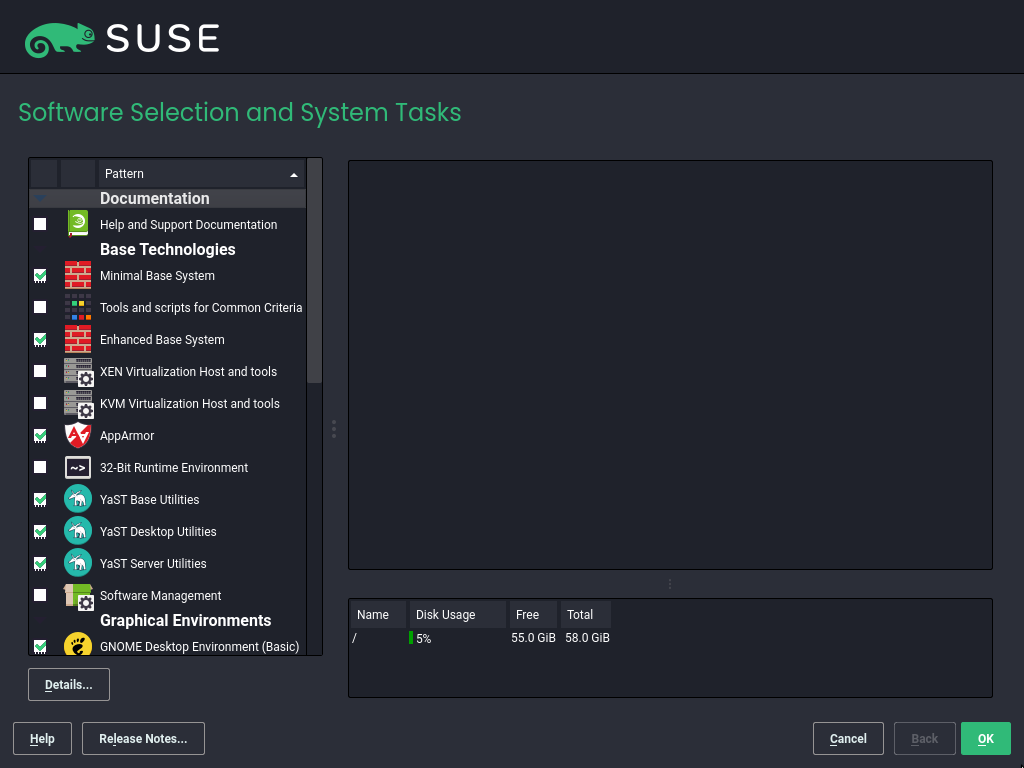 SUSE
Software Selection and System Tasks
Pattern
Documentation
Help and Support Documentation
Base Technologies
Minimal Base System
Tools and scripts for Common Criteria
Enhanced Base System
XEN Virtualization Host and tools
KVM Virtualization Host and tools
AppArmor
32-Bit Runtime Environment
YaST Base Utilities
YaST Desktop Utilities
YaST Server Utilities
Software Management
Graphical Environments
GNOME Desktop Environment (Basic)
Name Disk Usage Free Total
/ 5% 55.0 GiB 58.0 GiB
Details...
Help Release Notes... Cancel Back OK